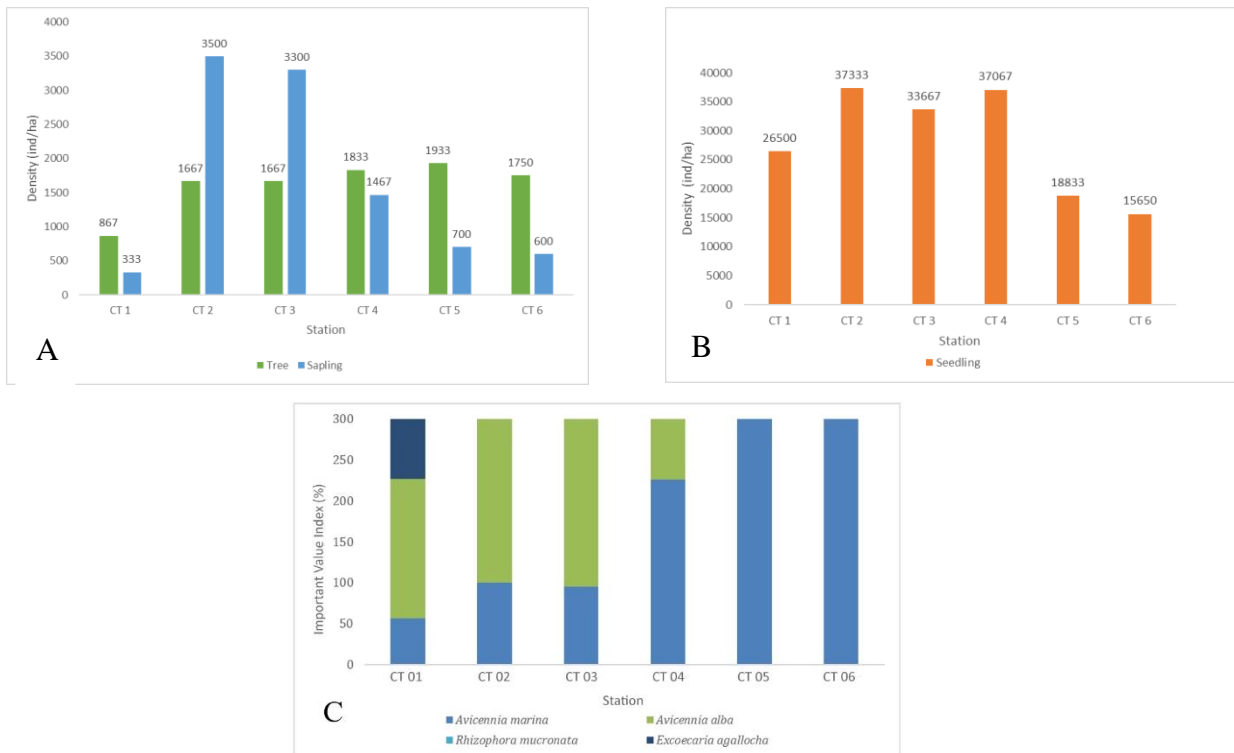 4000
3500
3000
2500
2000
1500
1000
500
0
Density (ind/ha)
867
333
1667
3500
1667
3300
1833
1467
1933
700
1750
600
CT 1
CT 2
CT 3
CT 4
CT 5
CT 6
Station
Tree
Sapling
A
40000
35000
30000
25000
20000
15000
10000
5000
0
Density (ind/ha)
26500
37333
33667
37067
18833
15650
CT 1
CT 2
CT 3
CT 4
CT 5
CT 6
Station
Seedling
B
300
250
200
150
100
50
0
Important Value Index (%)
CT 01
CT 02
CT 03
CT 04
CT 05
CT 06
Station
Avicennia marina
Avicennia alba
Rhizophora mucronata
Excoecaria agallocha
C